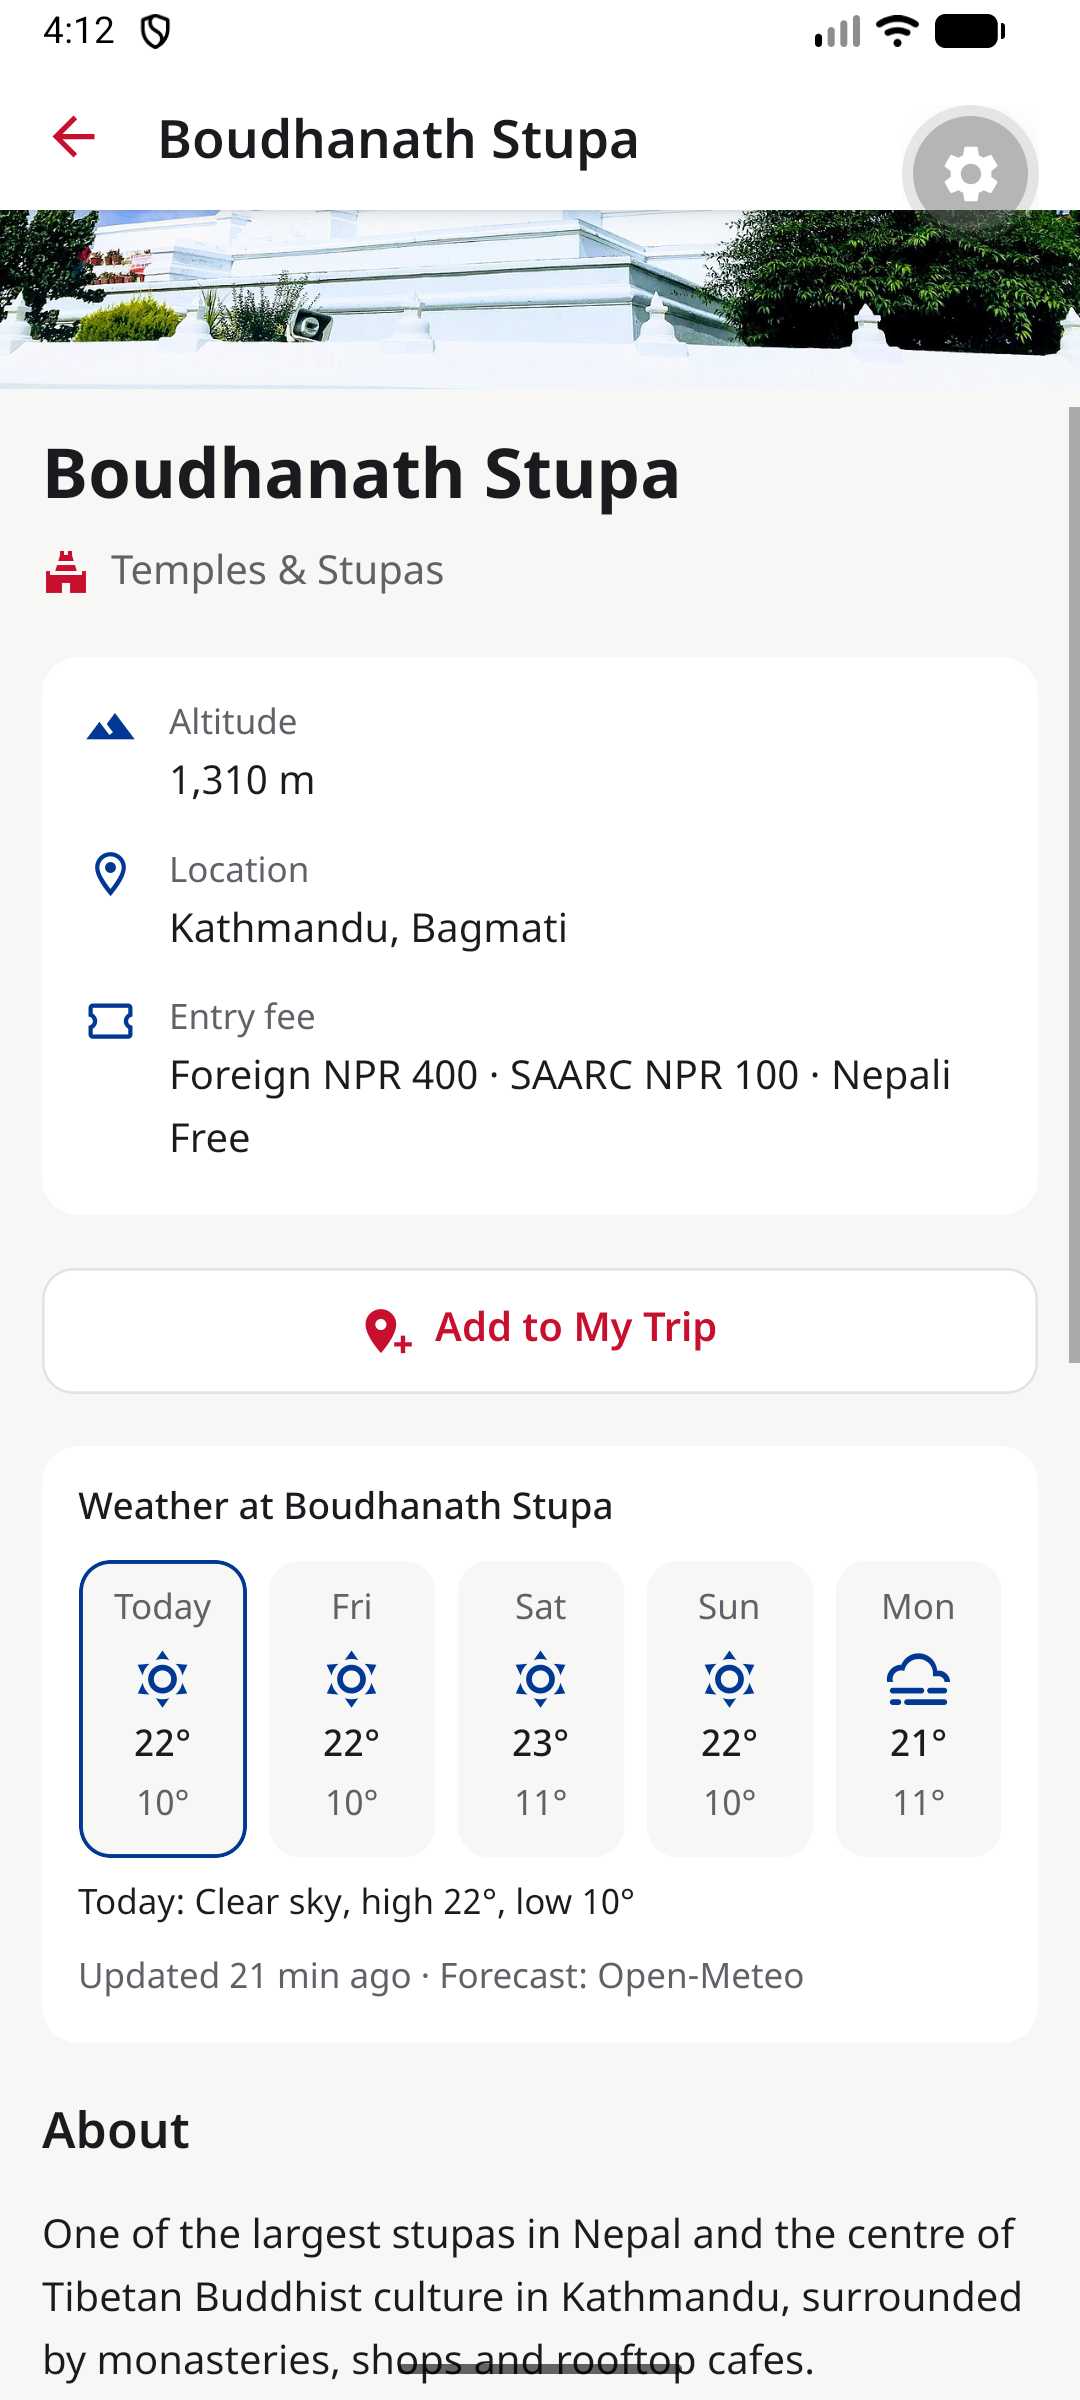 4:12
Boudhanath Stupa
Boudhanath Stupa
Temples & Stupas
Altitude
1,310 m
Location
Kathmandu, Bagmati
Entry fee
Foreign NPR 400 · SAARC NPR 100 · Nepali
Free
Add to My Trip
Weather at Boudhanath Stupa
Today Fri Sat Sun Mon
22° 22° 23° 22° 21°
10° 10° 11° 10° 11°
Today: Clear sky, high 22°, low 10°
Updated 21 min ago · Forecast: Open-Meteo
About
One of the largest stupas in Nepal and the centre of
Tibetan Buddhist culture in Kathmandu, surrounded
by monasteries, shops and rooftop cafes.